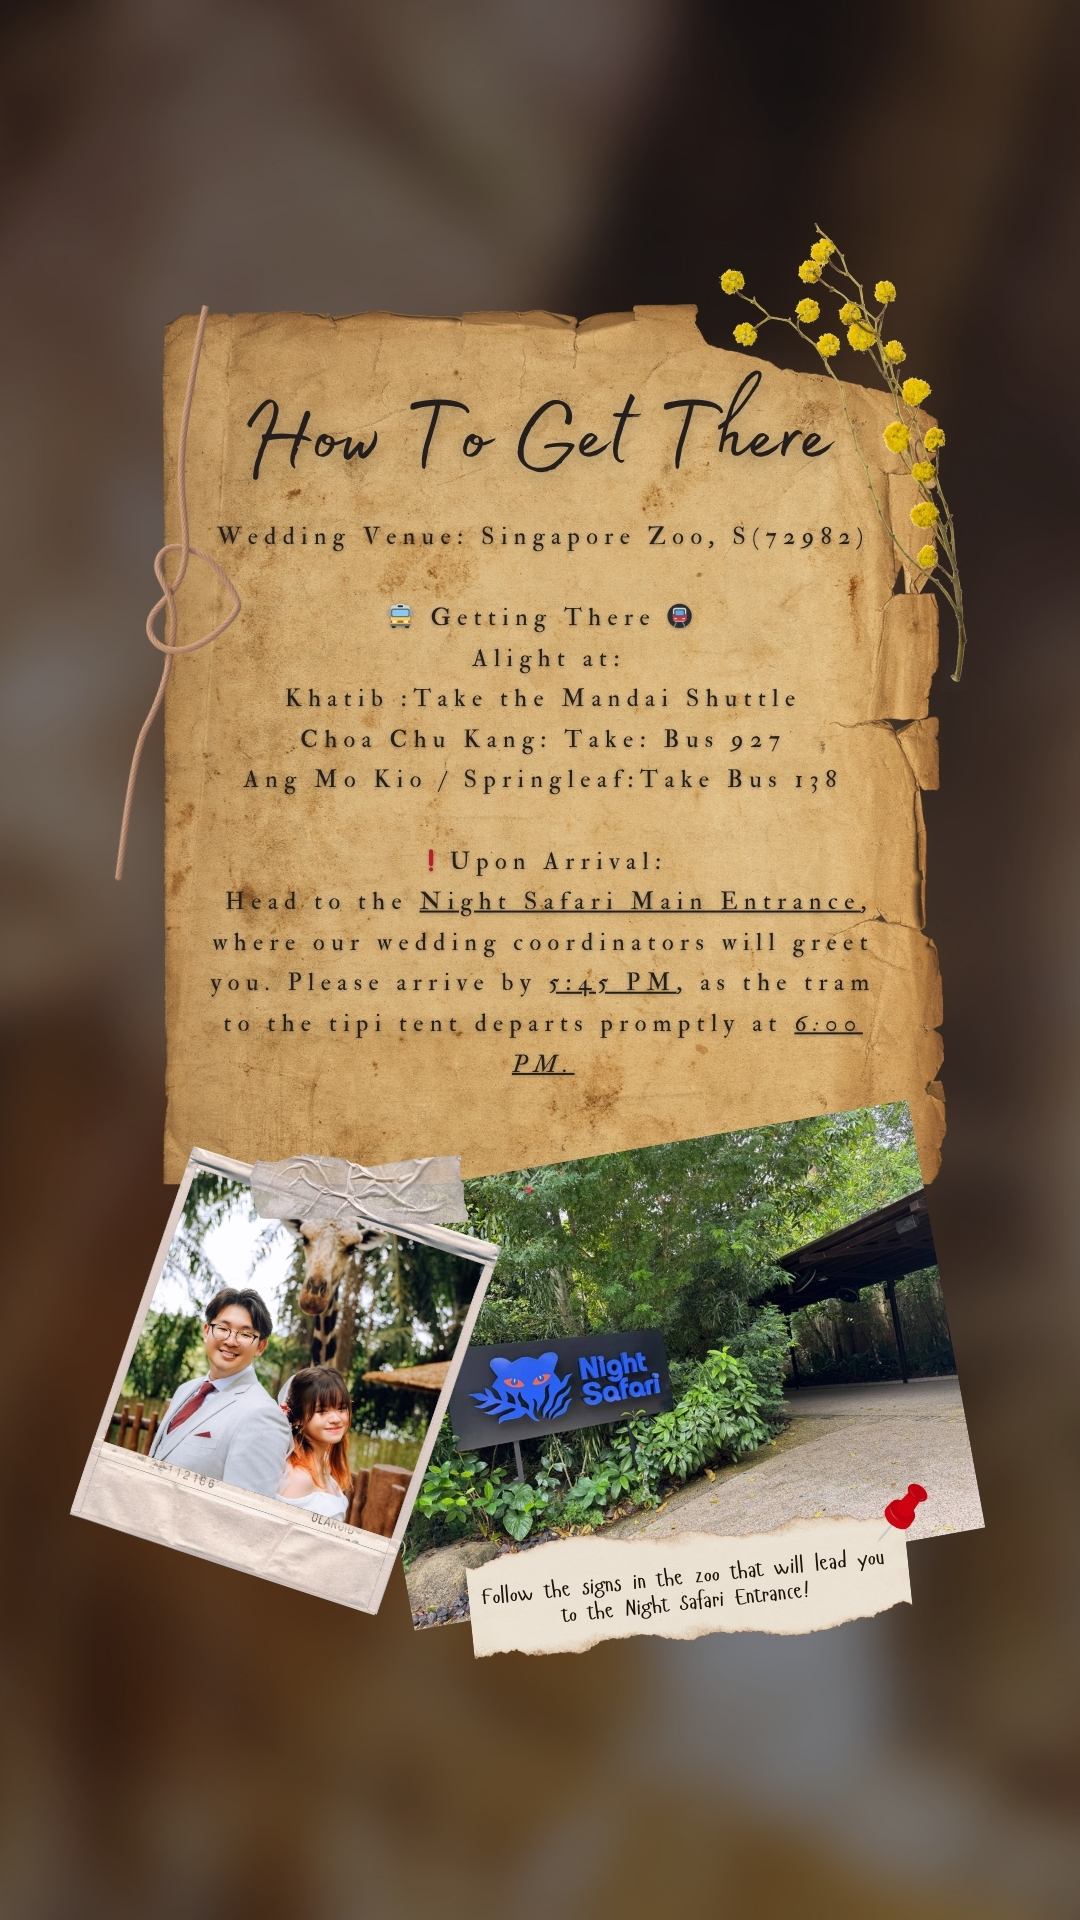 How To Get There
Wedding Venue: Singapore Zoo, S(72982)
🚍 Getting There 🚇
Alight at:
Khatib :Take the Mandai Shuttle
Choa Chu Kang: Take: Bus 927
Ang Mo Kio / Springleaf:Take Bus 138
❗Upon Arrival:
Head to the Night Safari Main Entrance,
where our wedding coordinators will greet
you. Please arrive by 5:45 PM, as the tram
to the tipi tent departs promptly at 6:00
PM.
Night
Safari
Follow the signs in the zoo that will lead you
to the Night Safari Entrance!